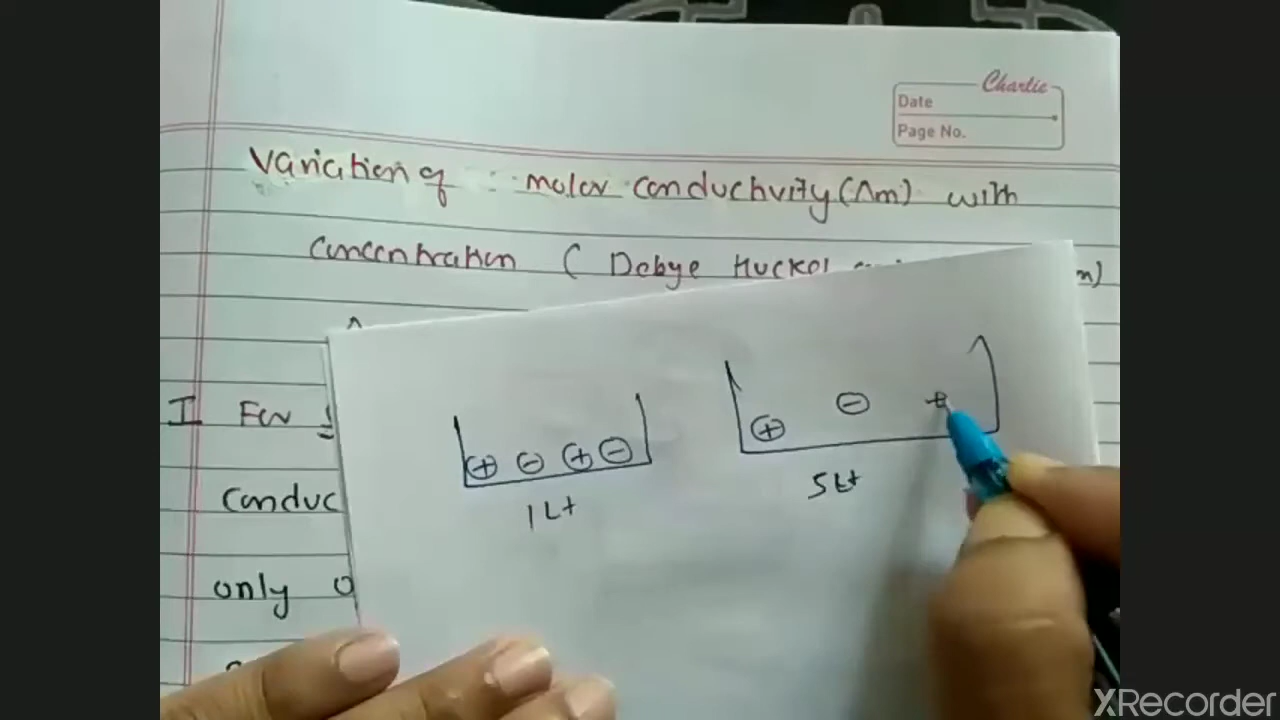 Charlie
Date
Page No.
Variation of : molar conductivity (Λm) with
concentration ( Debye Huckel
m)
I For
conduc
only
⊕ ⊖ ⊕ ⊖
1 Lt
⊕ ⊖ +
5 Lt
XRecorder